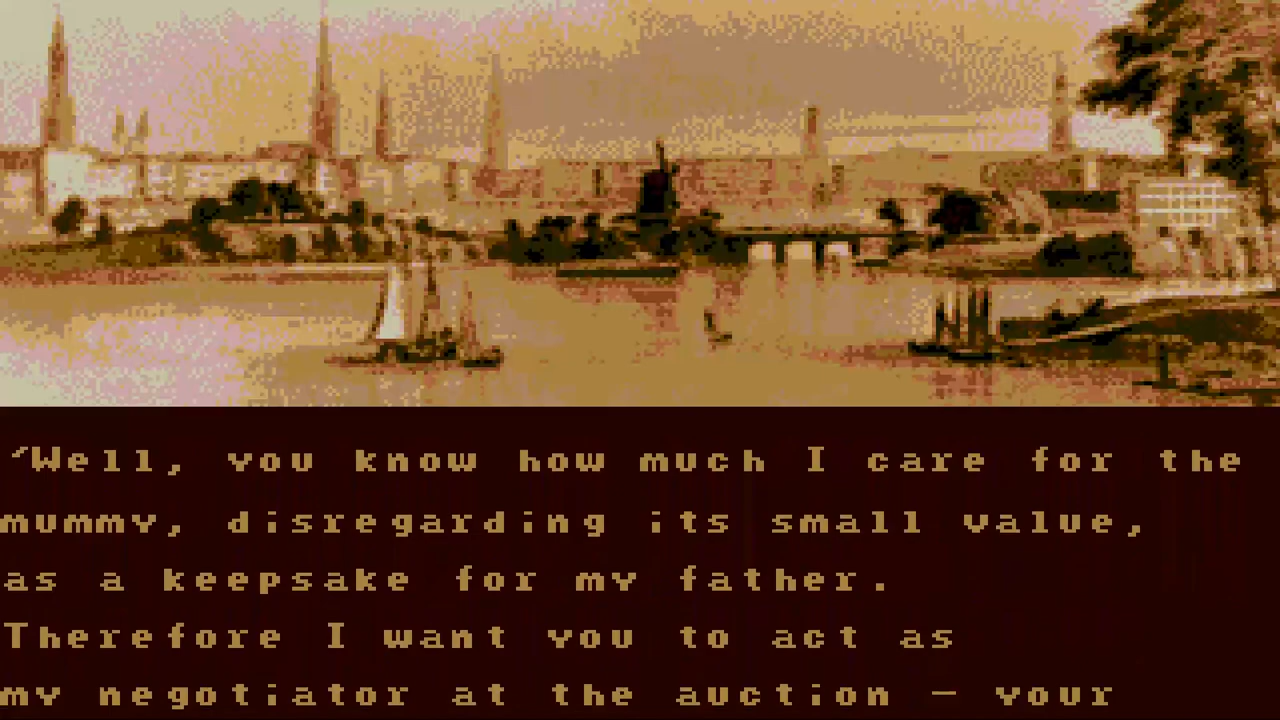 'Well, you know how much I care for the
mummy, disregarding its small value,
as a keepsake for my father.
Therefore I want you to act as
my negotiator at the auction – your